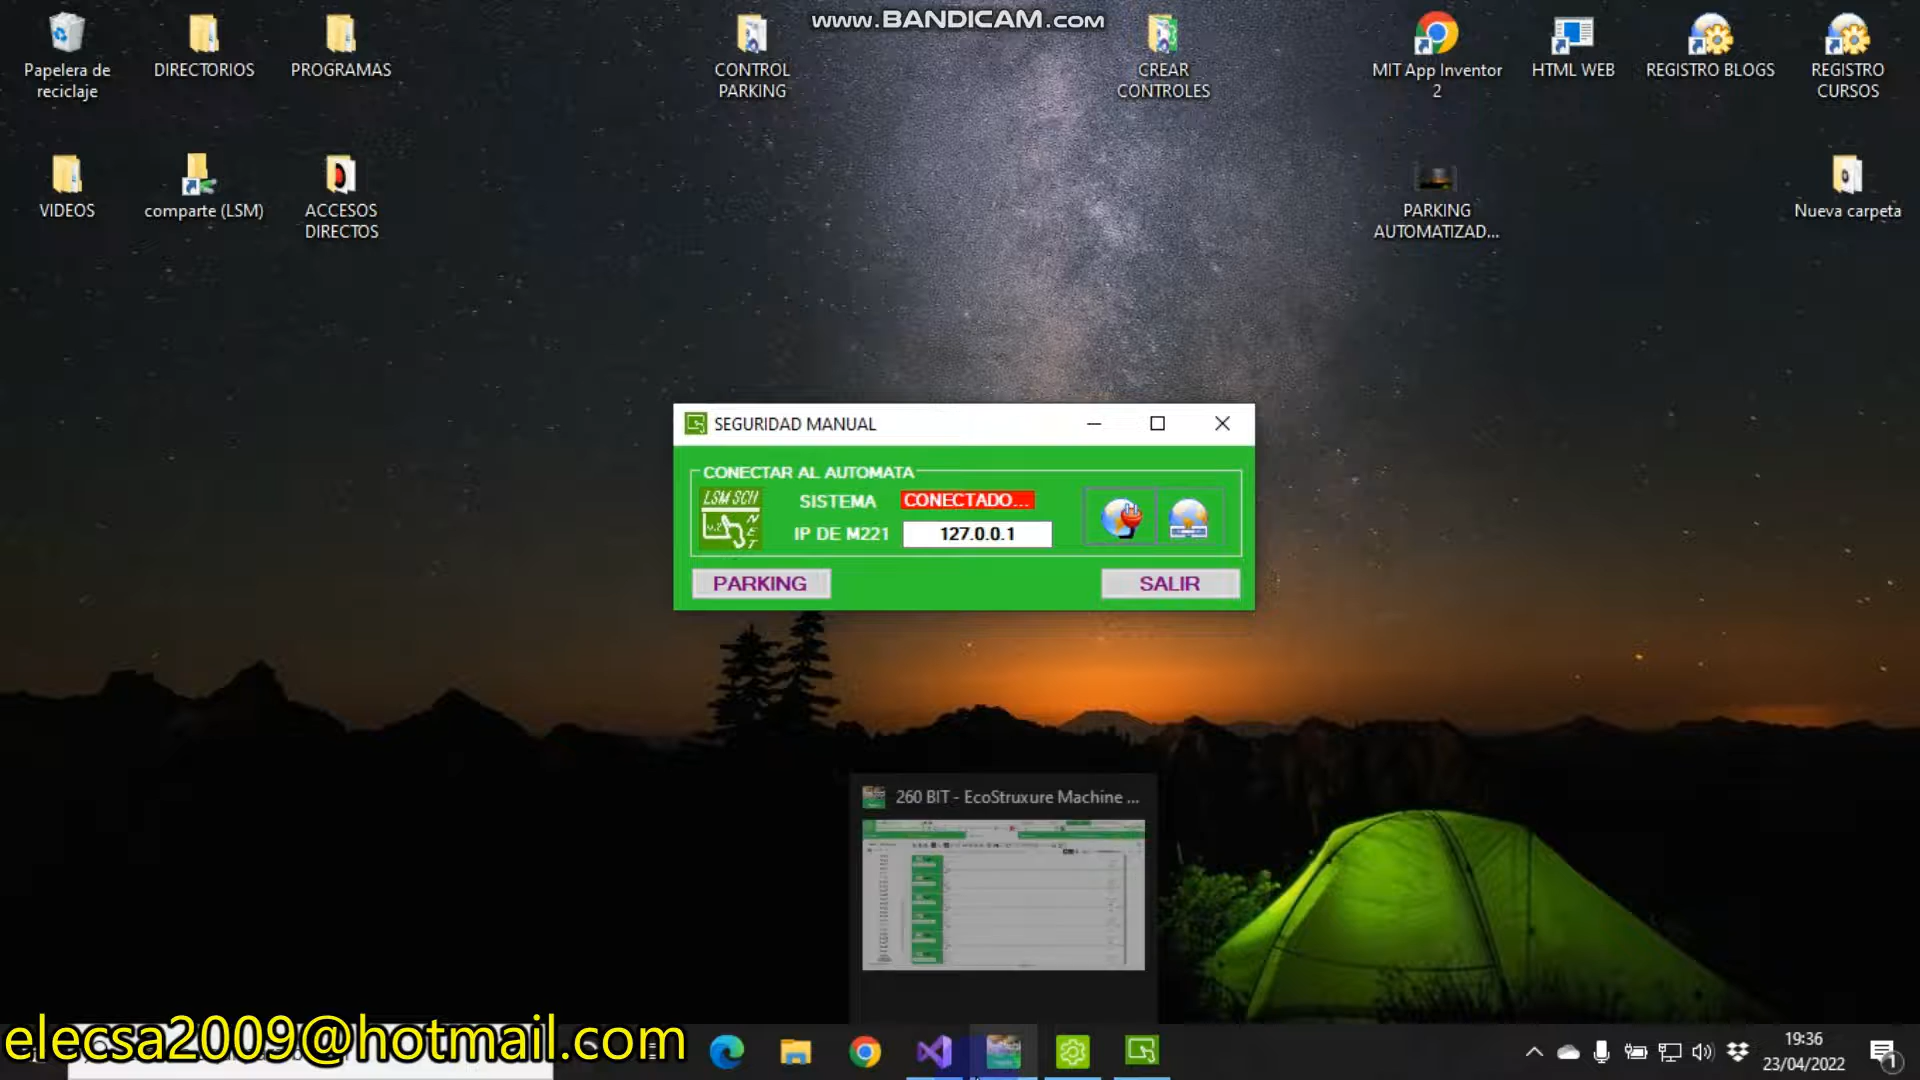 www.BANDICAM.com
Papelera de
reciclaje
DIRECTORIOS
PROGRAMAS
CONTROL
PARKING
CREAR
CONTROLES
MIT App Inventor
2
HTML WEB
REGISTRO BLOGS
REGISTRO
CURSOS
VIDEOS
comparte (LSM)
ACCESOS
DIRECTOS
PARKING
AUTOMATIZAD...
Nueva carpeta
SEGURIDAD MANUAL
CONECTAR AL AUTOMATA
LSM SCH
V.2
NET
SISTEMA
CONECTADO...
IP DE M221
127.0.0.1
PARKING
SALIR
260 BIT - EcoStruxure Machine ...
elecsa2009@hotmail.com
19:36
23/04/2022
1